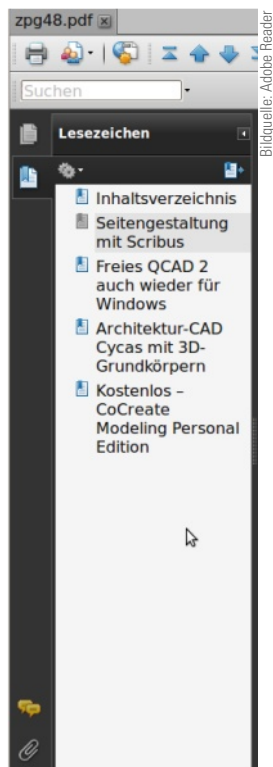 zpg48.pdf
Suchen
Lesezeichen
Inhaltsverzeichnis
Seitengestaltung
mit Scribus
Freies QCAD 2
auch wieder für
Windows
Architektur-CAD
Cycas mit 3D-
Grundkörpern
Kostenlos –
CoCreate
Modeling Personal
Edition
Bildquelle: Adobe Reader